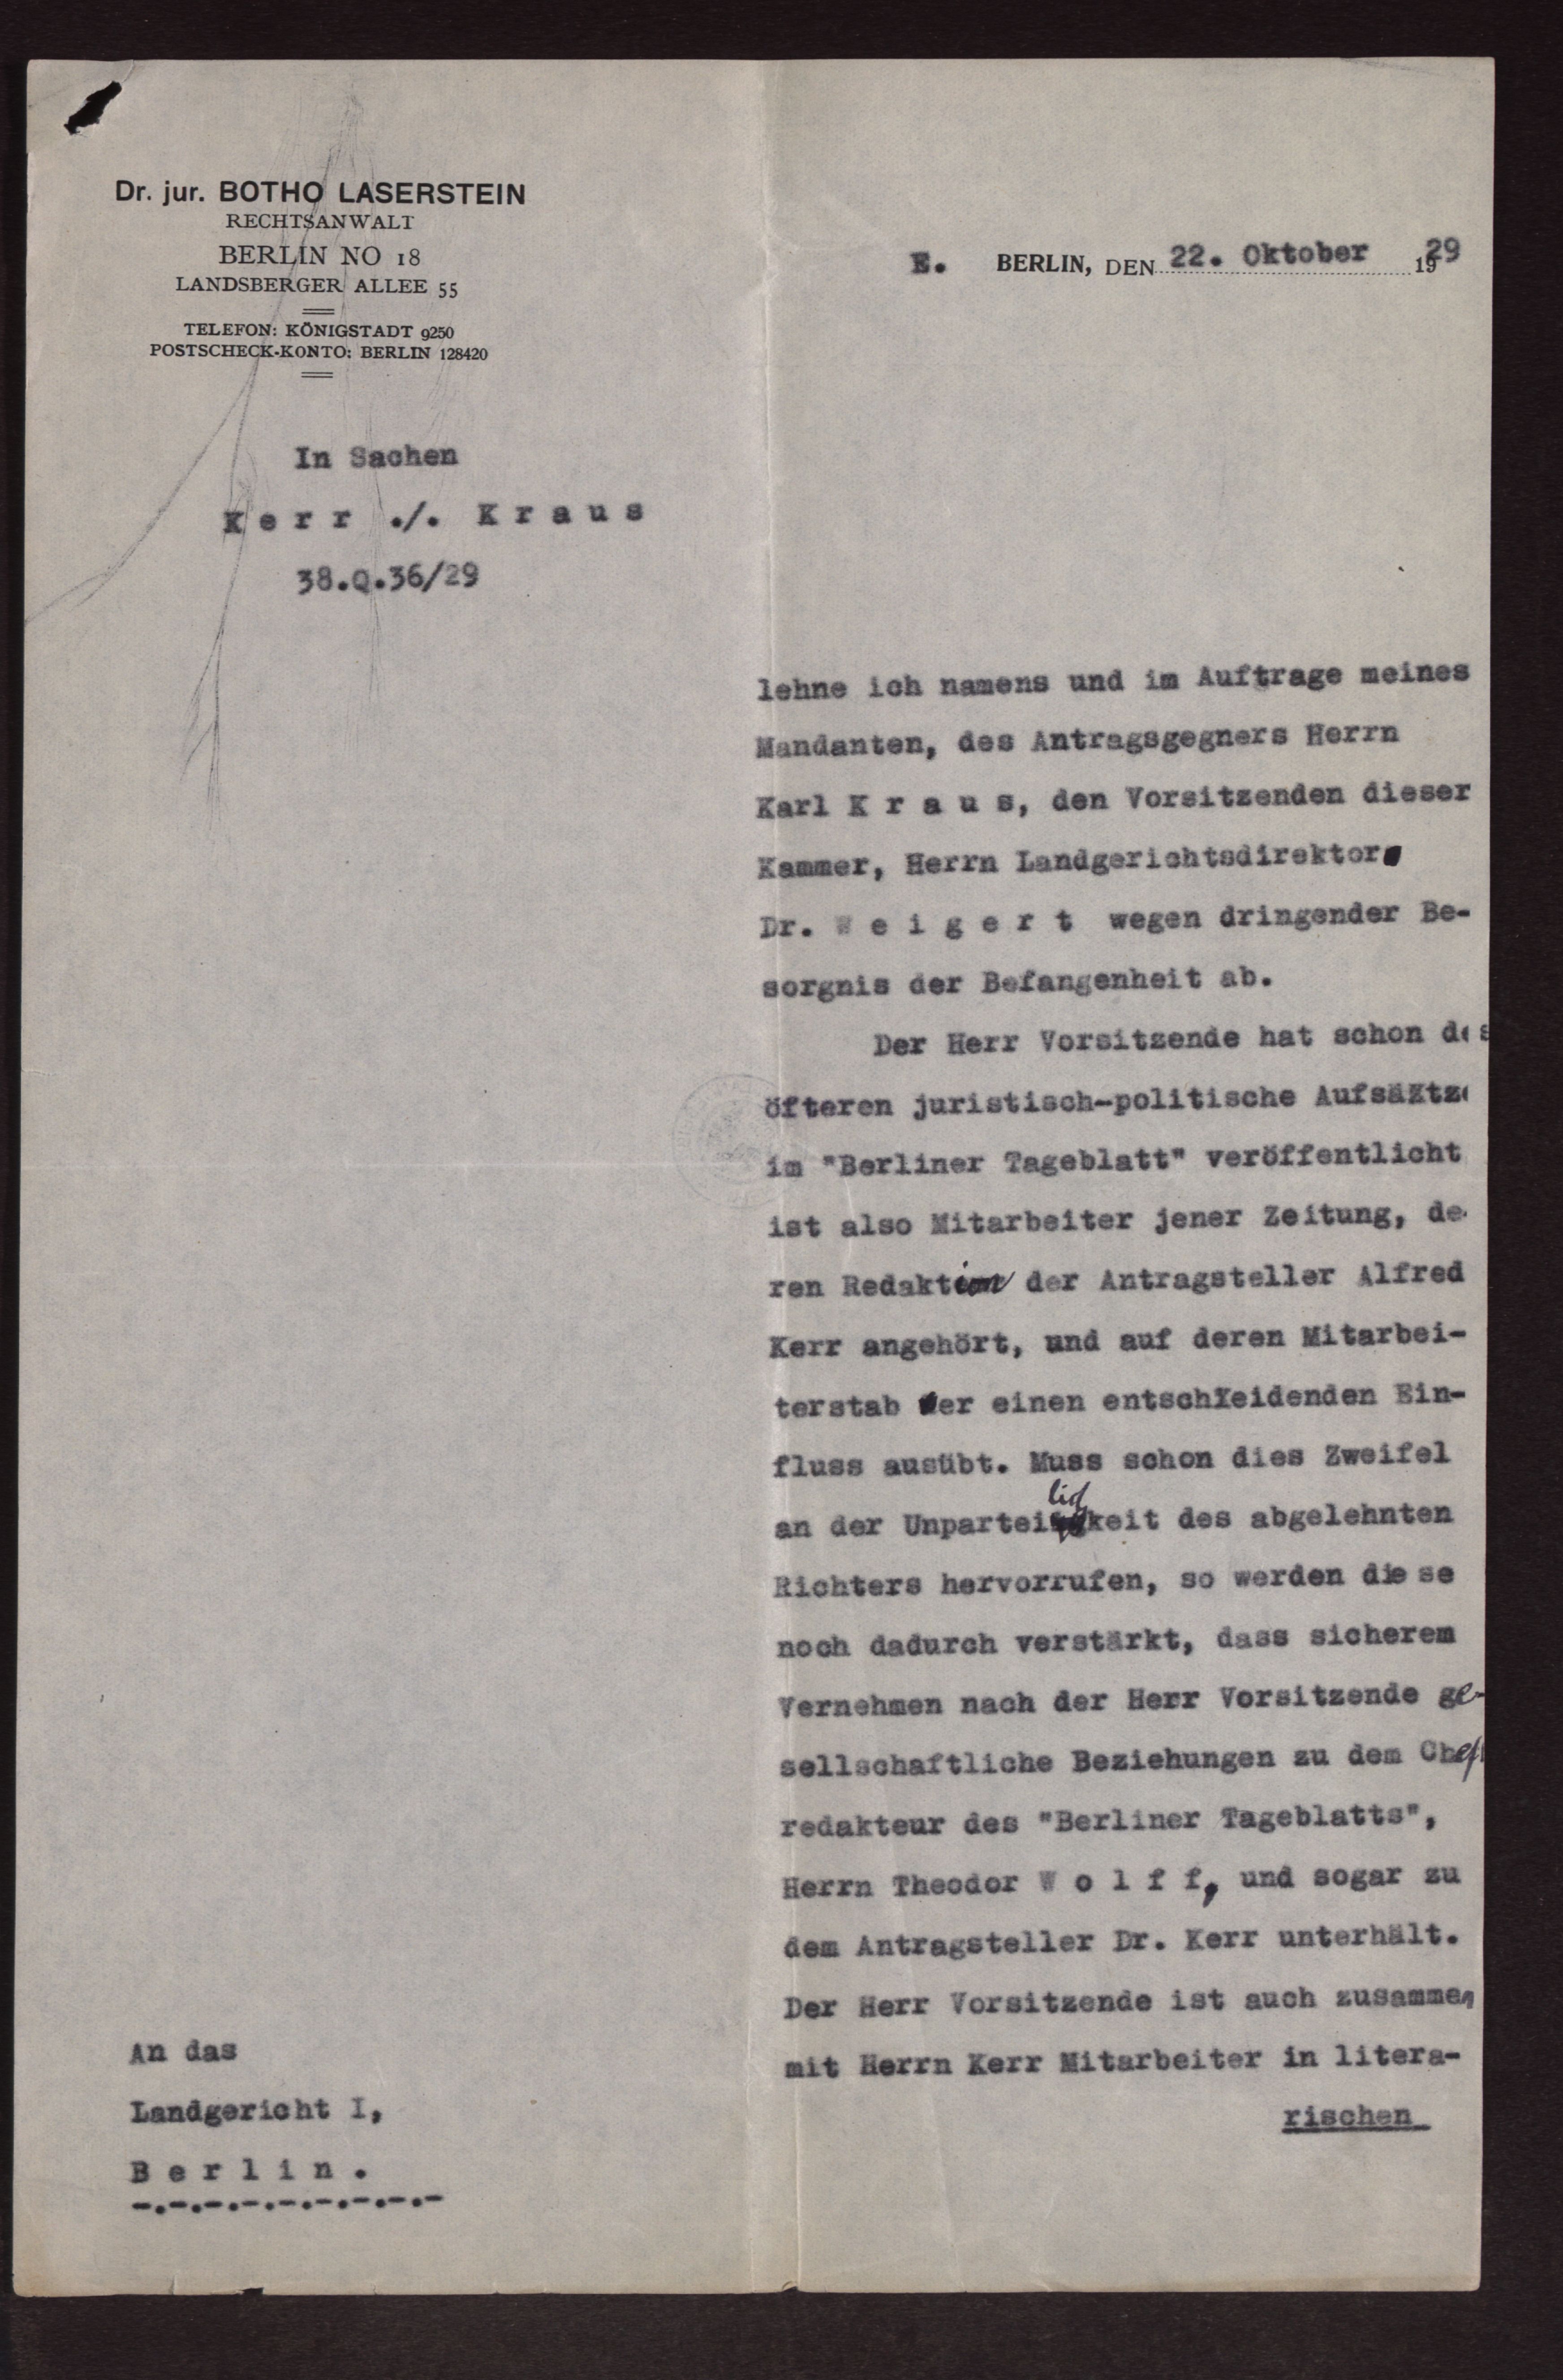 Dr. jur. BOTHO LASERSTEIN
RECHTSANWALT
BERLIN NO 18
LANDSBERGER ALLEE 55
TELEFON: KÖNIGSTADT 9250
POSTSCHECK-KONTO: BERLIN 128420
E. BERLIN, DEN 22. Oktober 1929
In Sachen
K e r r ./. K r a u s
38.Q.36/29
lehne ich namens und im Auftrage meines
Mandanten, des Antragsgegners Herrn
Karl K r a u s, den Vorsitzenden dieser
Kammer, Herrn Landgerichtsdirektor
Dr. W e i g e r t wegen dringender Be-
sorgnis der Befangenheit ab.
Der Herr Vorsitzende hat schon des
öfteren juristisch-politische Aufsätze
im "Berliner Tageblatt" veröffentlicht
ist also Mitarbeiter jener Zeitung, de-
ren Redaktion der Antragsteller Alfred
Kerr angehört, und auf deren Mitarbei-
terstab er einen entscheidenden Ein-
fluss ausübt. Muss schon dies Zweifel
an der Unparteilichkeit des abgelehnten
Richters hervorrufen, so werden diese
noch dadurch verstärkt, dass sicherem
Vernehmen nach der Herr Vorsitzende ge-
sellschaftliche Beziehungen zu dem Chef
redakteur des "Berliner Tageblatts",
Herrn Theodor W o l f f, und sogar zu
dem Antragsteller Dr. Kerr unterhält.
Der Herr Vorsitzende ist auch zusammen
mit Herrn Kerr Mitarbeiter in litera-
rischen
An das
Landgericht I,
B e r l i n .
-.-.-.-.-.-.-.-.-